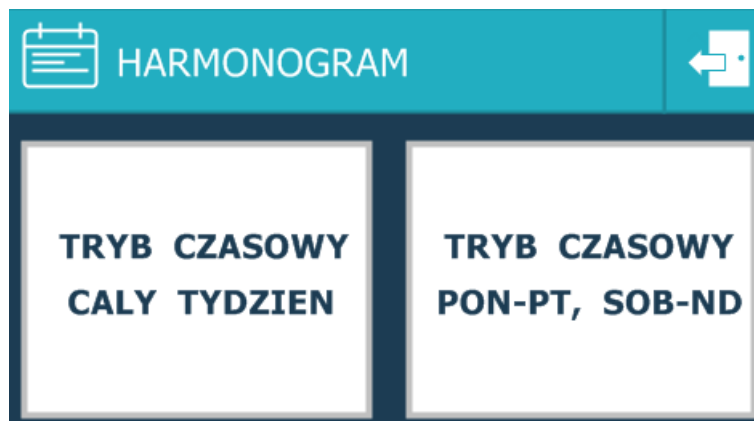 HARMONOGRAM
TRYB CZASOWY
CALY TYDZIEN
TRYB CZASOWY
PON-PT, SOB-ND